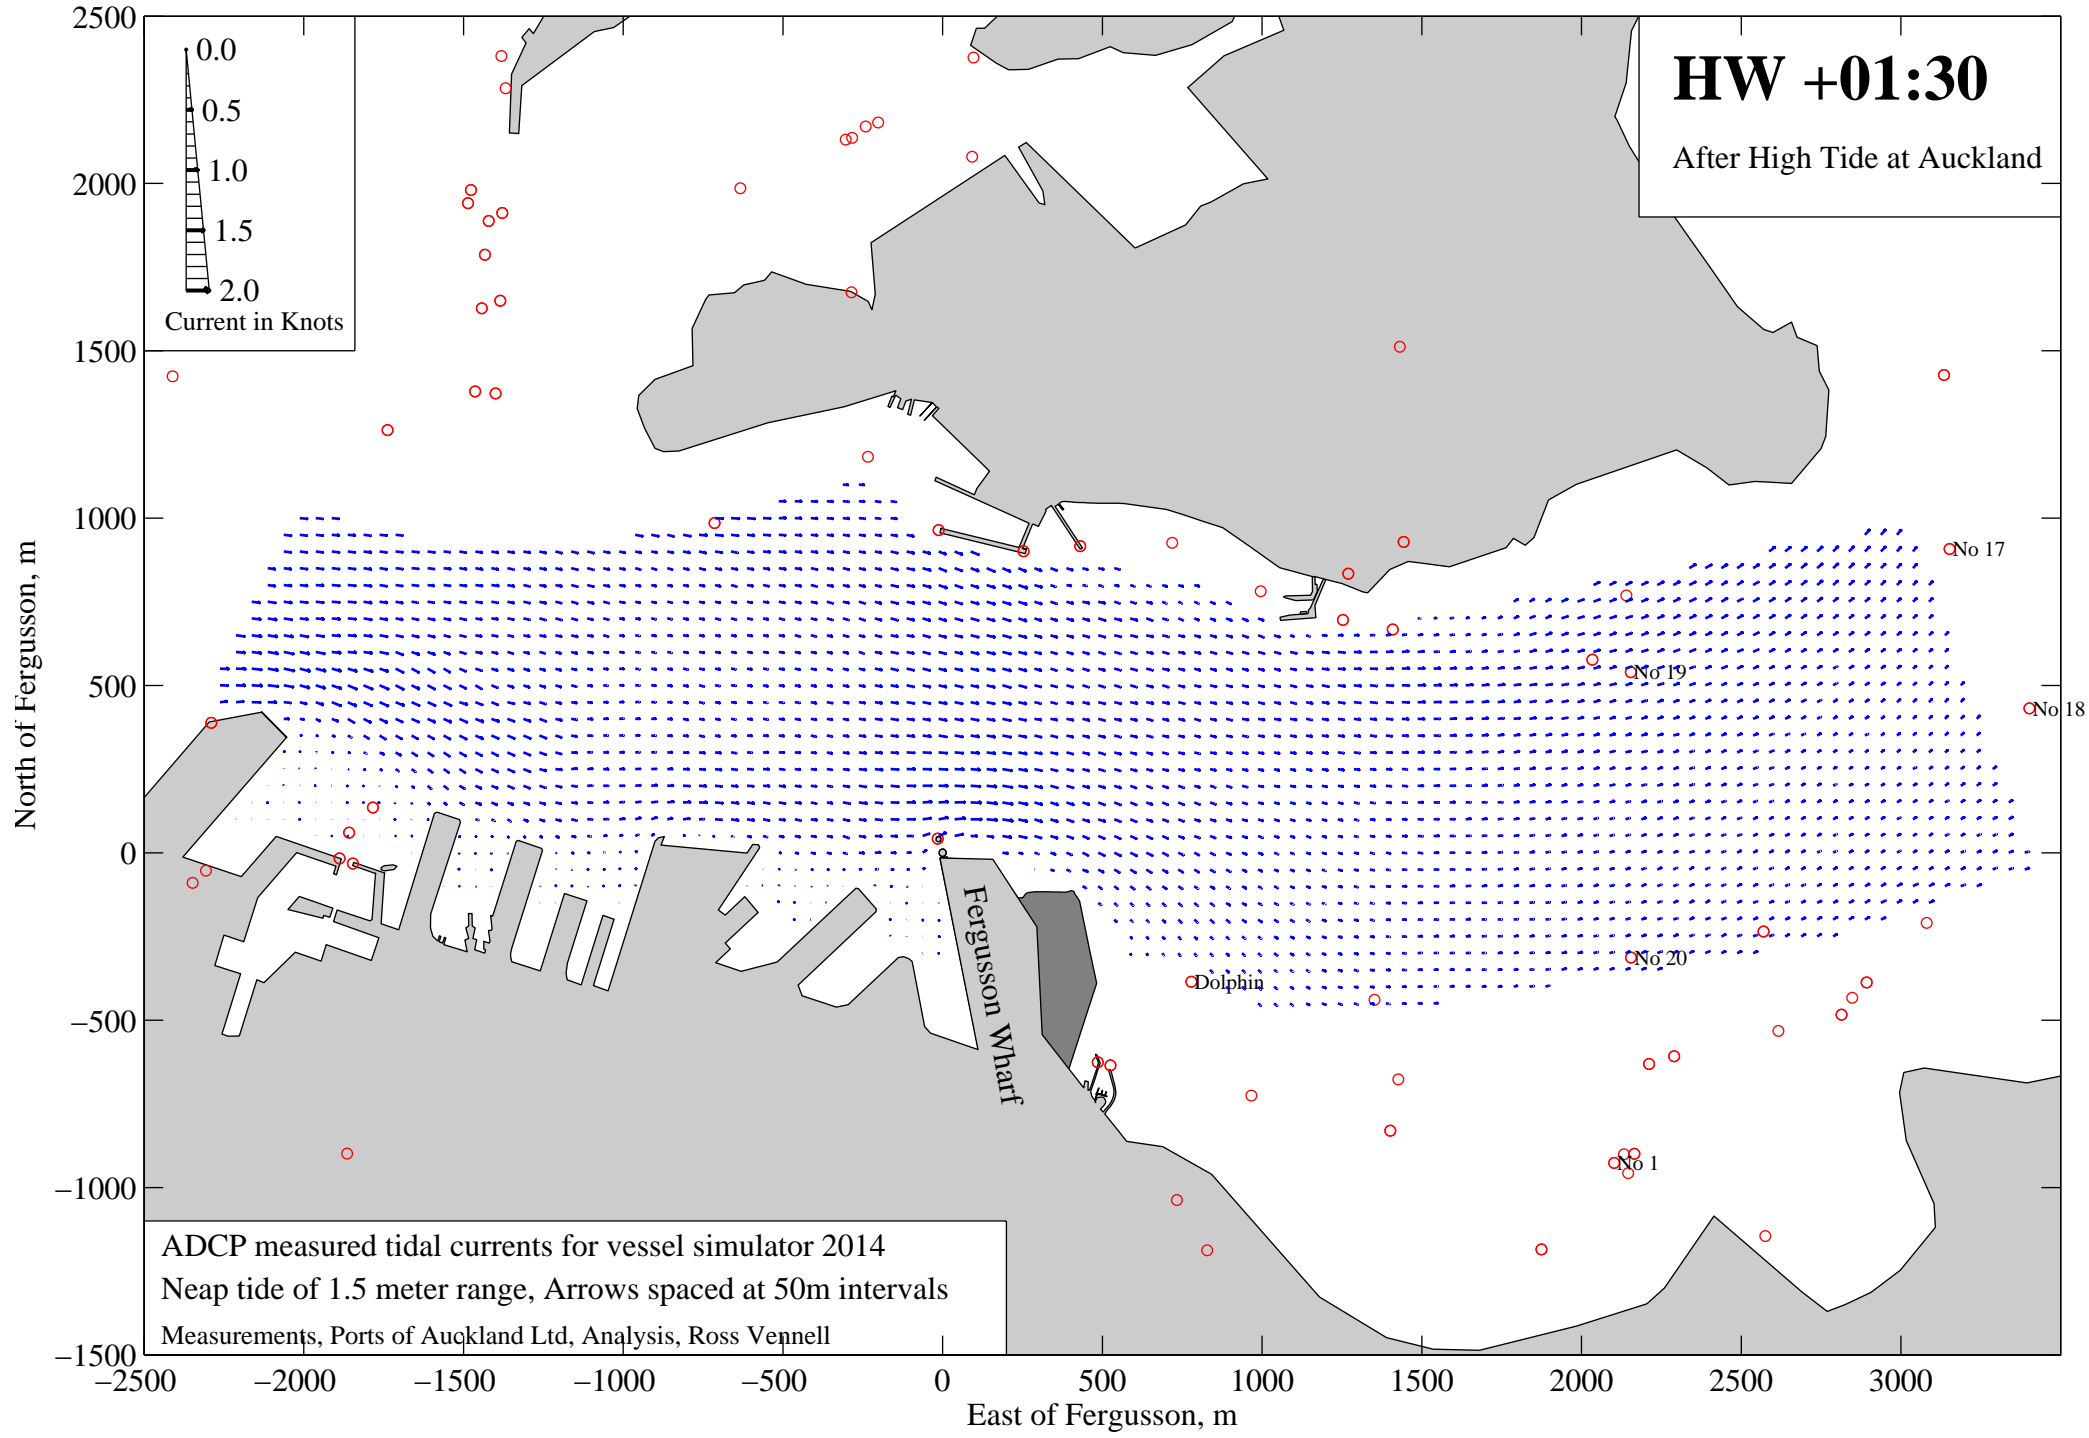 2500
2000
1500
1000
500
0
−500
−1000
−1500
North of Fergusson, m
0.0
0.5
1.0
1.5
2.0
Current in Knots
HW +01:30
After High Tide at Auckland
No 17
No 19
No 18
No 20
Dolphin
No 1
Fergusson Wharf
ADCP measured tidal currents for vessel simulator 2014
Neap tide of 1.5 meter range, Arrows spaced at 50m intervals
Measurements, Ports of Auckland Ltd, Analysis, Ross Vennell
−2500 −2000 −1500 −1000 −500 0 500 1000 1500 2000 2500 3000
East of Fergusson, m